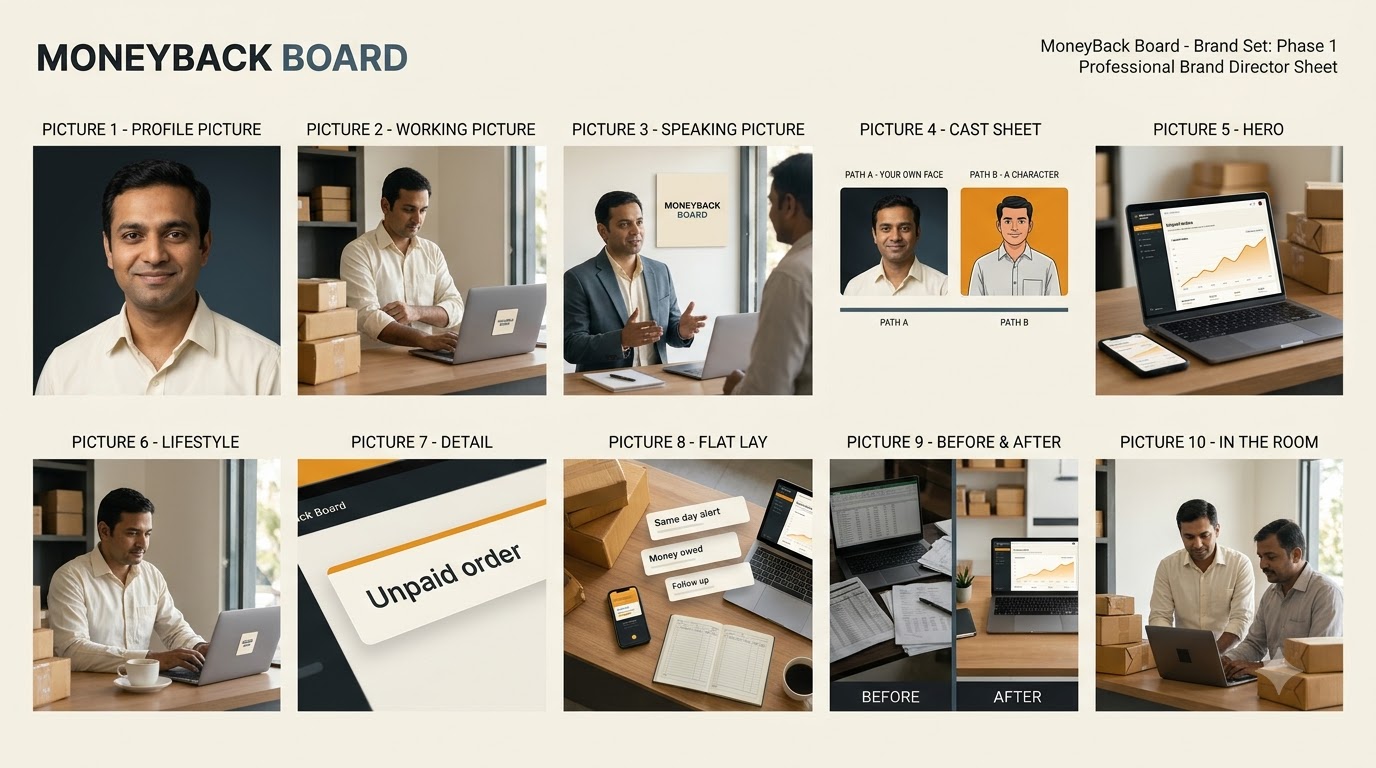 MONEYBACK BOARD
MoneyBack Board - Brand Set: Phase 1
Professional Brand Director Sheet
PICTURE 1 - PROFILE PICTURE
PICTURE 2 - WORKING PICTURE
PICTURE 3 - SPEAKING PICTURE
MONEYBACK
BOARD
PICTURE 4 - CAST SHEET
PATH A - YOUR OWN FACE
PATH B - A CHARACTER
PATH A
PATH B
PICTURE 5 - HERO
PICTURE 6 - LIFESTYLE
PICTURE 7 - DETAIL
ck Board
Unpaid order
PICTURE 8 - FLAT LAY
Same day alert
Money owed
Follow up
PICTURE 9 - BEFORE & AFTER
BEFORE
AFTER
PICTURE 10 - IN THE ROOM